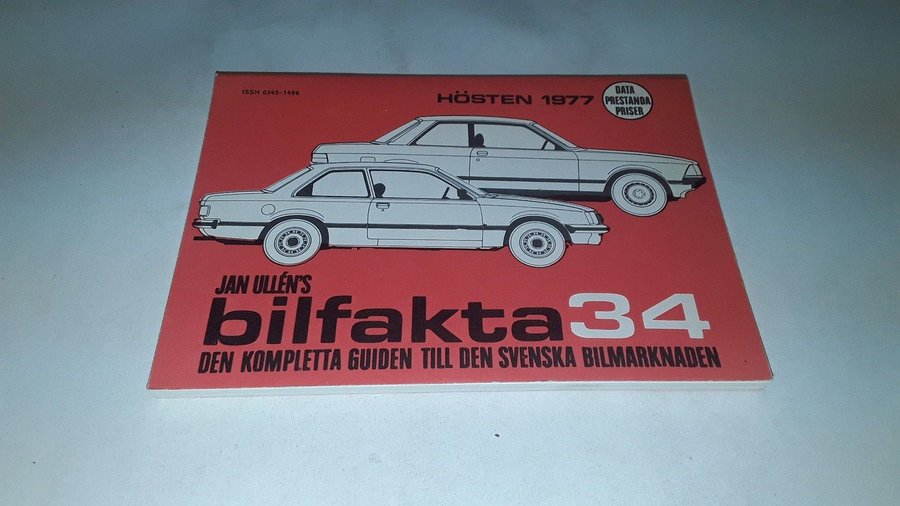 ISSN 0345-1496
HÖSTEN 1977
DATA
PRESTANDA
PRISER
JAN ULLÉN'S
bilfakta 34
DEN KOMPLETTA GUIDEN TILL DEN SVENSKA BILMARKNADEN